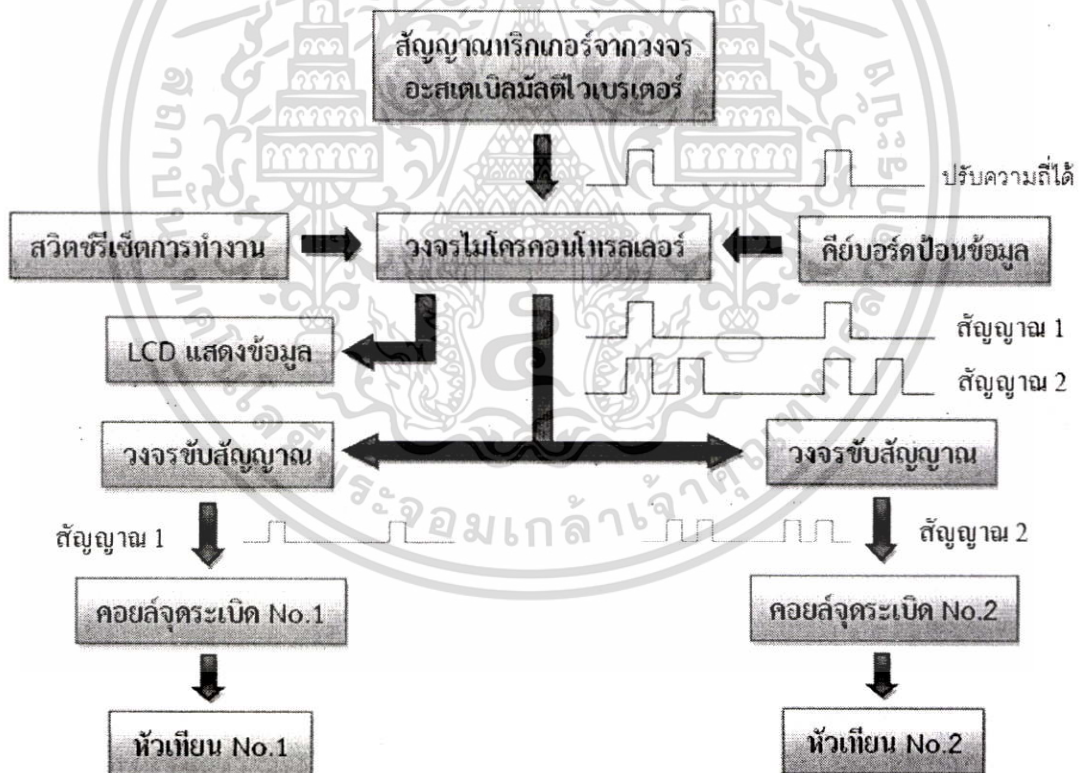 สัญญาณทริกเกอร์จากวงจร
อะสเตเบิลมัลติไวเบรเตอร์
ปรับความถี่ได้
สวิตซ์รีเซ็ตการทำงาน
วงจรไมโครคอนโทรลเลอร์
คีย์บอร์ดป้อนข้อมูล
สัญญาณ 1
LCD แสดงข้อมูล
สัญญาณ 2
วงจรขับสัญญาณ
วงจรขับสัญญาณ
สัญญาณ 1
สัญญาณ 2
คอยล์จุดระเบิด No.1
คอยล์จุดระเบิด No.2
หัวเทียน No.1
หัวเทียน No.2